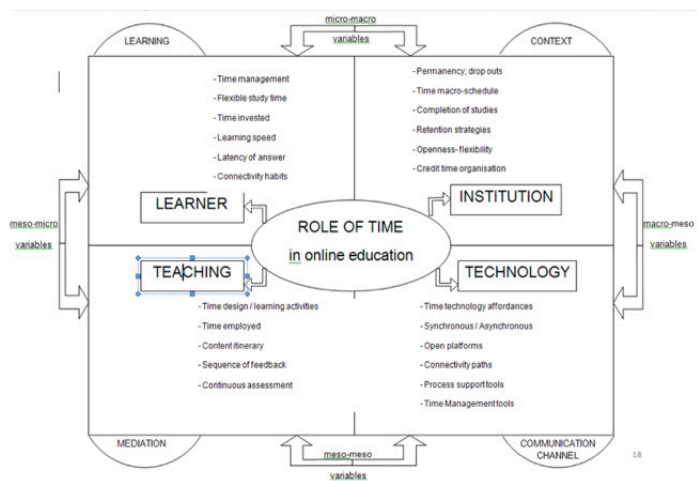 micro-macro
variables
LEARNING
CONTEXT
- Time management
- Flexible study time
- Time invested
- Learning speed
- Latency of answer
- Connectivity habits
- Permanency; drop outs
- Time macro-schedule
- Completion of studies
- Retention strategies
- Openness- flexibility
- Credit time organisation
LEARNER
INSTITUTION
meso-micro
variables
macro-meso
variables
ROLE OF TIME
in online education
TEACHING
TECHNOLOGY
- Time design / learning activities
- Time employed
- Content itinerary
- Sequence of feedback
- Continuous assessment
- Time technology affordances
- Synchronous / Asynchronous
- Open platforms
- Connectivity paths
- Process support tools
- Time Management tools
MEDIATION
COMMUNICATION
CHANNEL
meso-meso
variables
18